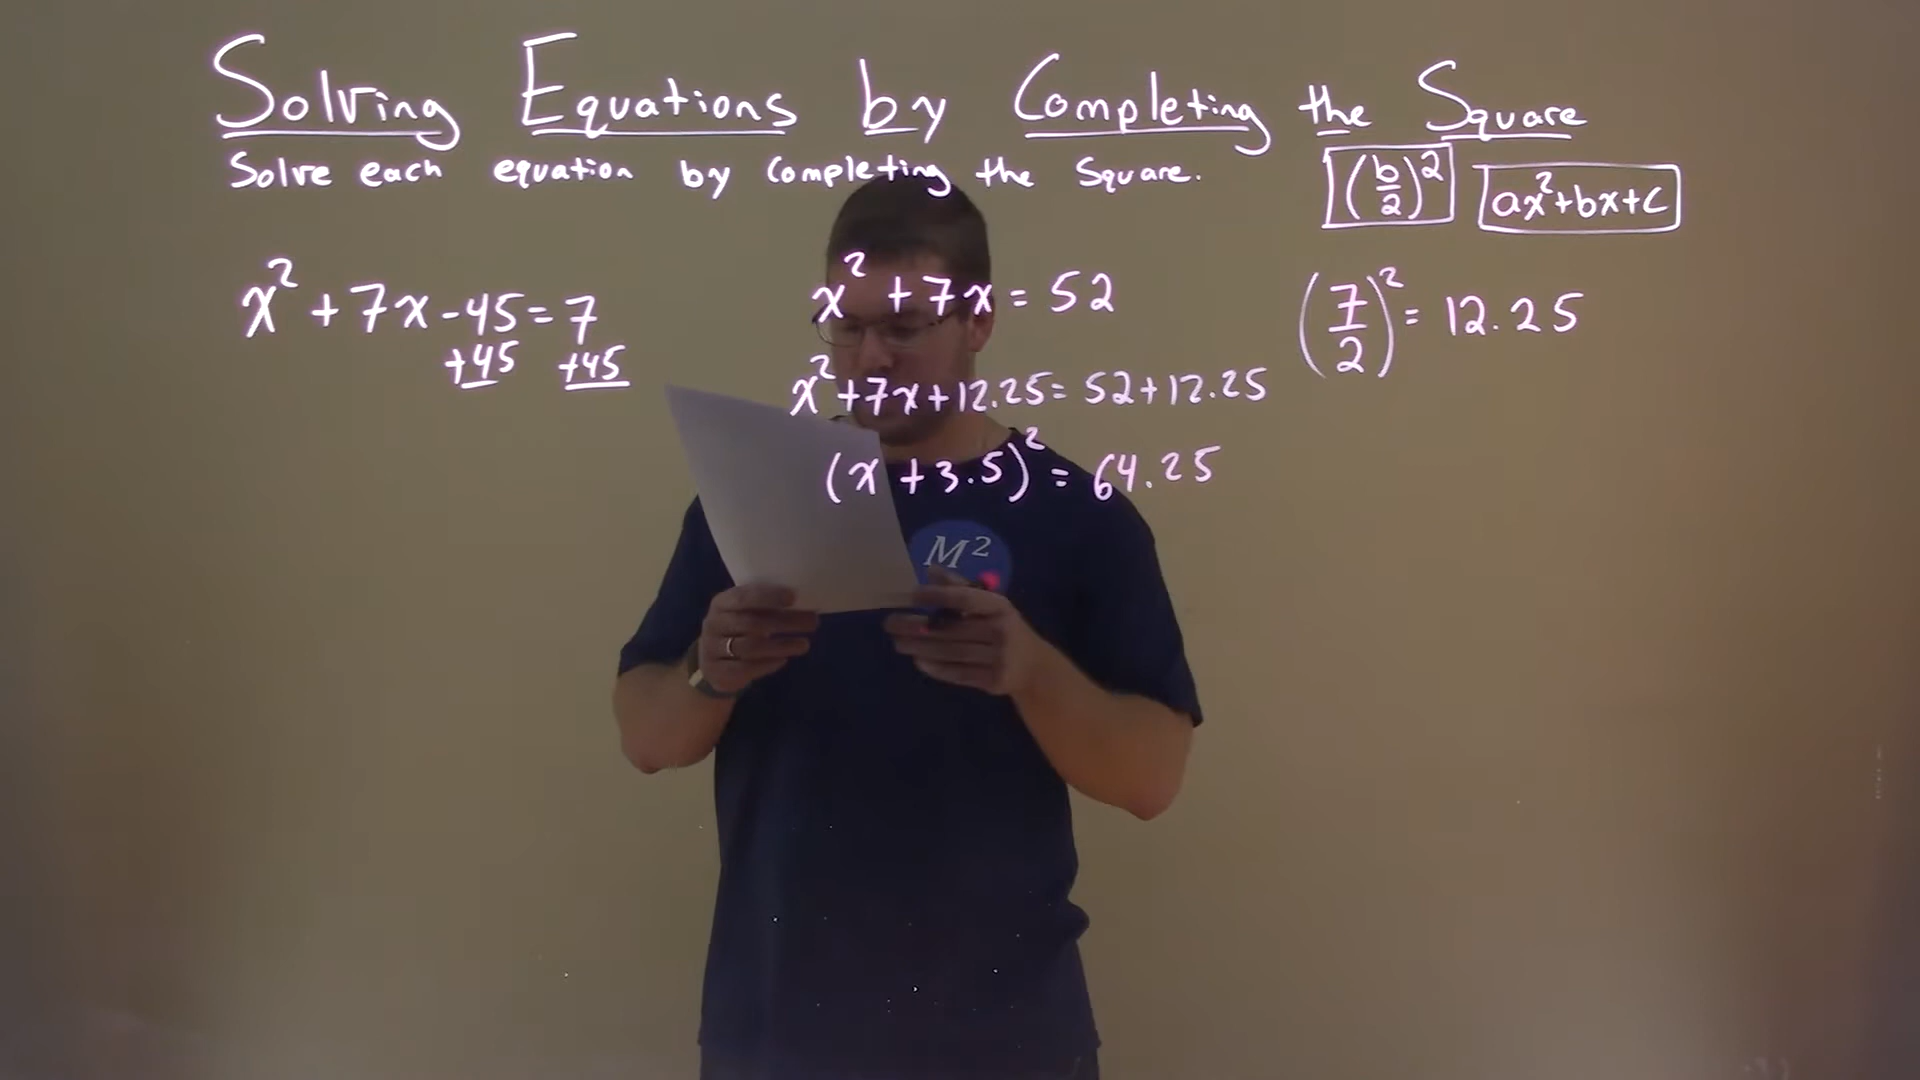 Solving Equations by Completing the Square
Solve each equation by completing the Square.
(b/2)² ax²+bx+c
x² + 7x - 45 = 7
+45 +45
x² + 7x = 52
x² + 7x + 12.25 = 52 + 12.25
(x + 3.5)² = 64.25
(7/2)² = 12.25
M²